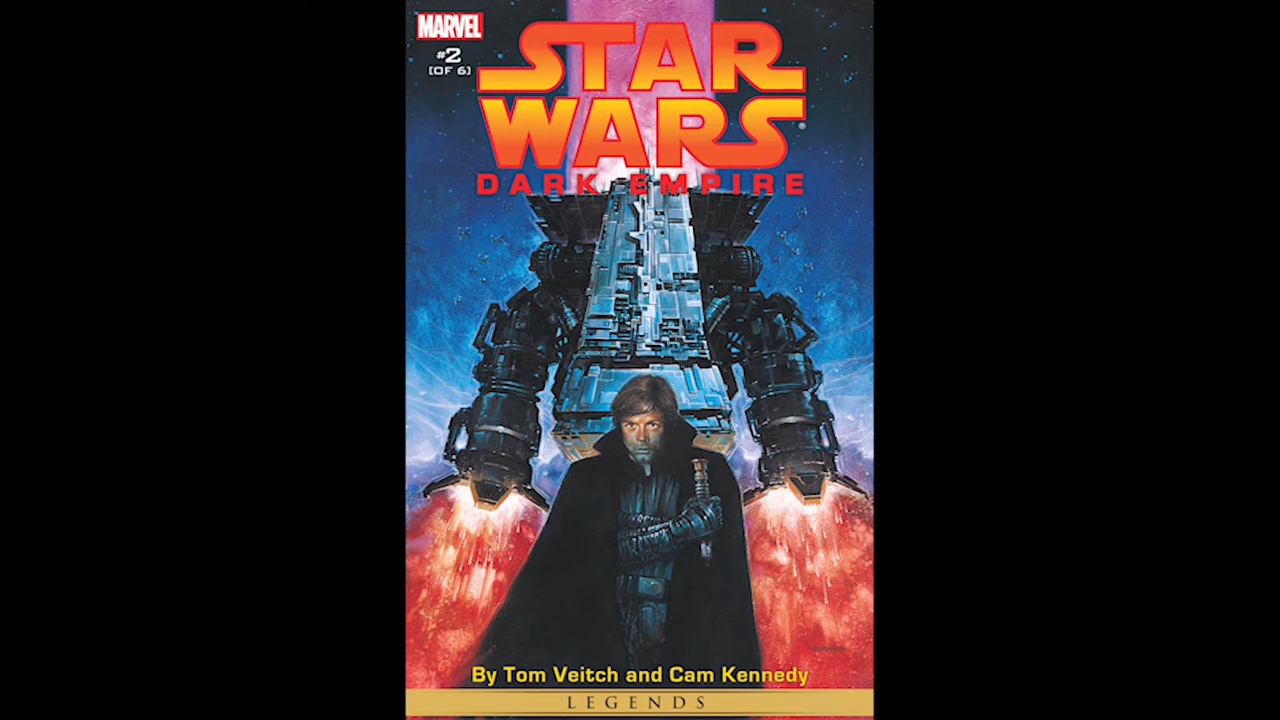 MARVEL
#2
[OF 6]
STAR
WARS®
DARK EMPIRE
By Tom Veitch and Cam Kennedy
LEGENDS